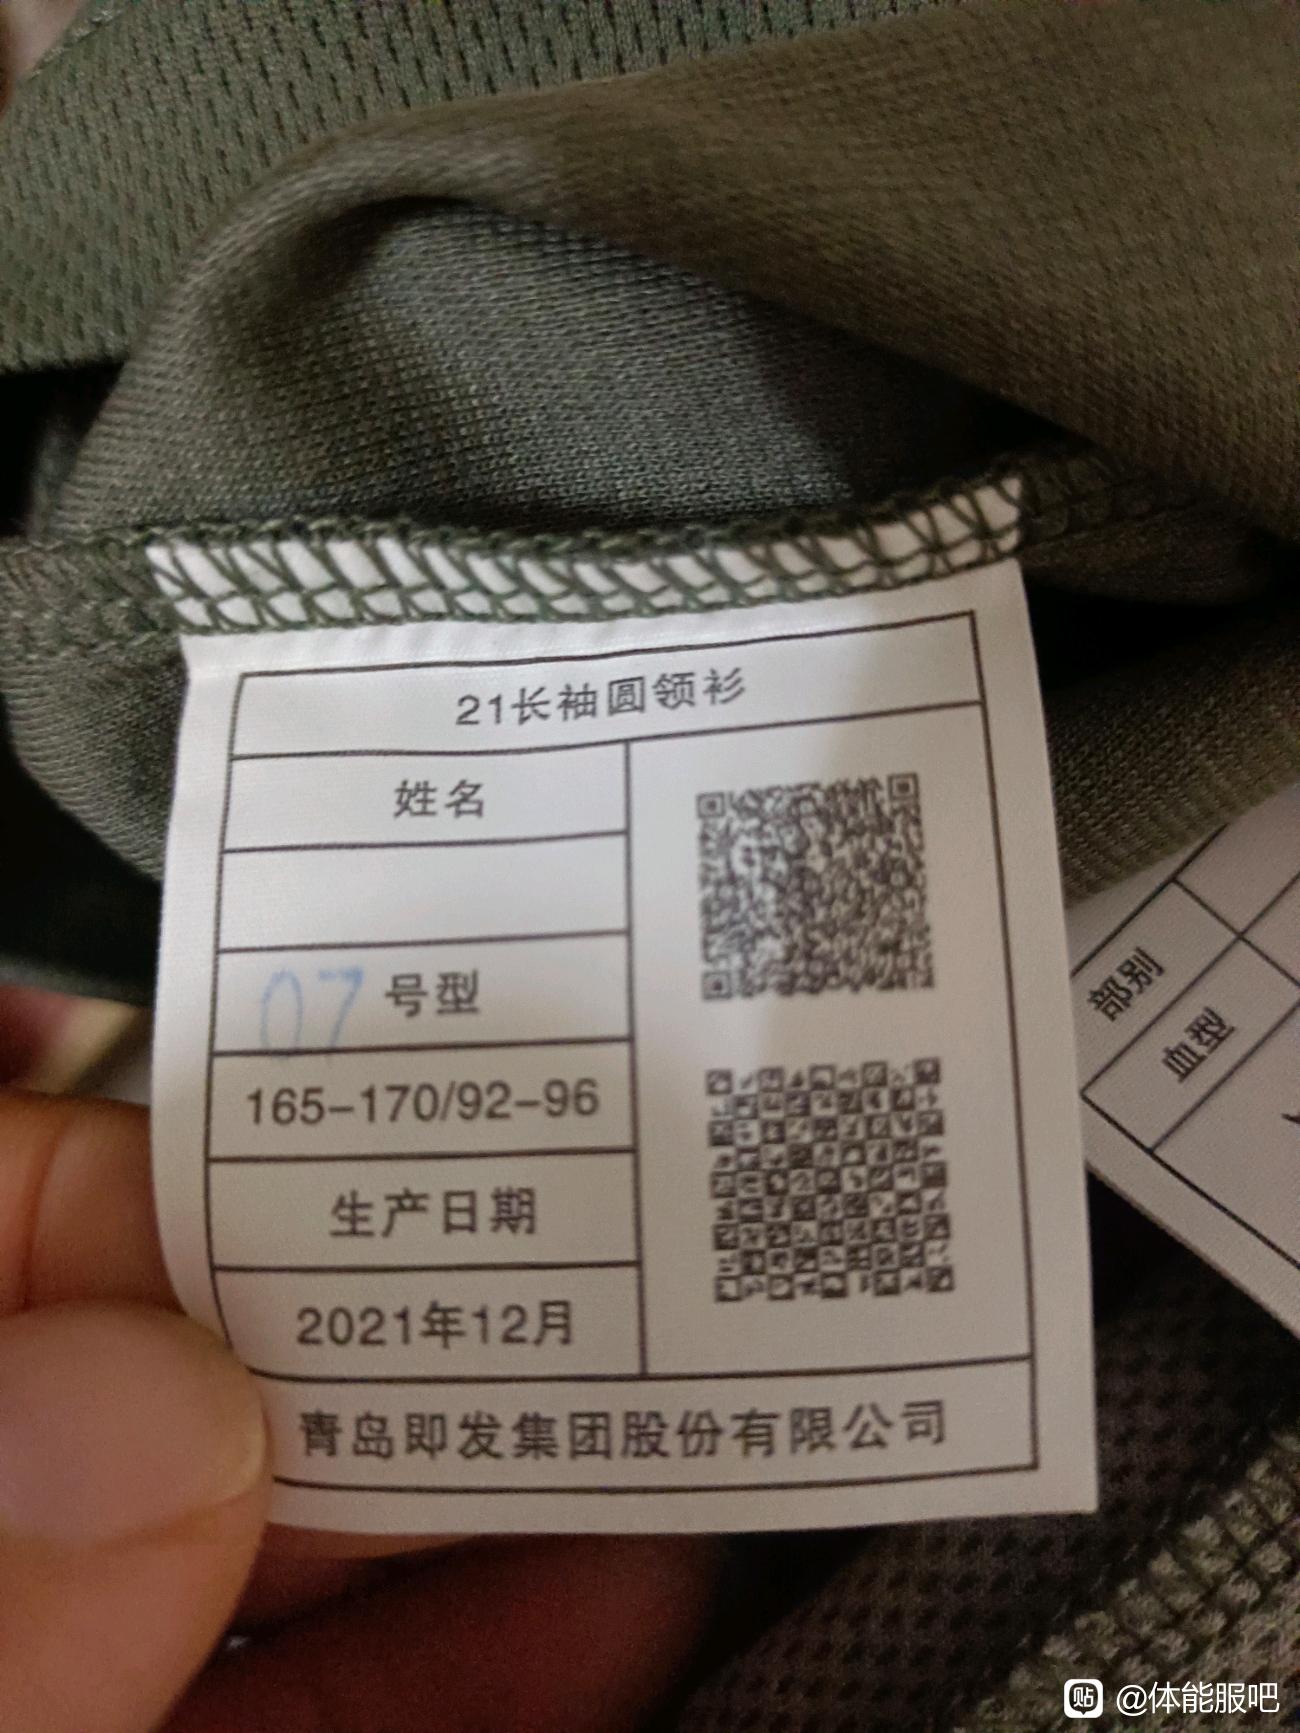 21长袖圆领衫
姓名
07 号型
165-170/92-96
生产日期
2021年12月
青岛即发集团股份有限公司
部别
血型
贴 @体能服吧